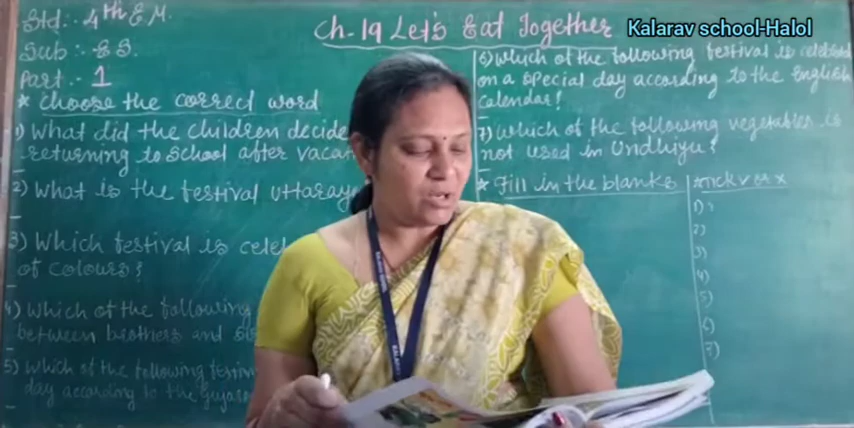 Std:- 4th E.M.
Sub :- E S.
Part :- 1
* Choose the correct word
1) What did the children decide
returning to School after vacat
2) What is the festival Uttaraya
3) Which festival is celeb
of colours?
4) Which of the following
between brothers and sis
5) Which of the following festiv
day according to the Gujara
Ch-19 Let's Eat Together
Kalarav school-Halol
6) Which of the following festival is celebrated
on a special day according to the English
calendar?
7) Which of the following vegetables is
not used in Undhiyu?
* Fill in the blanks
* Tick ✓ or ×
1)
2)
3)
4)
5)
6)
7)